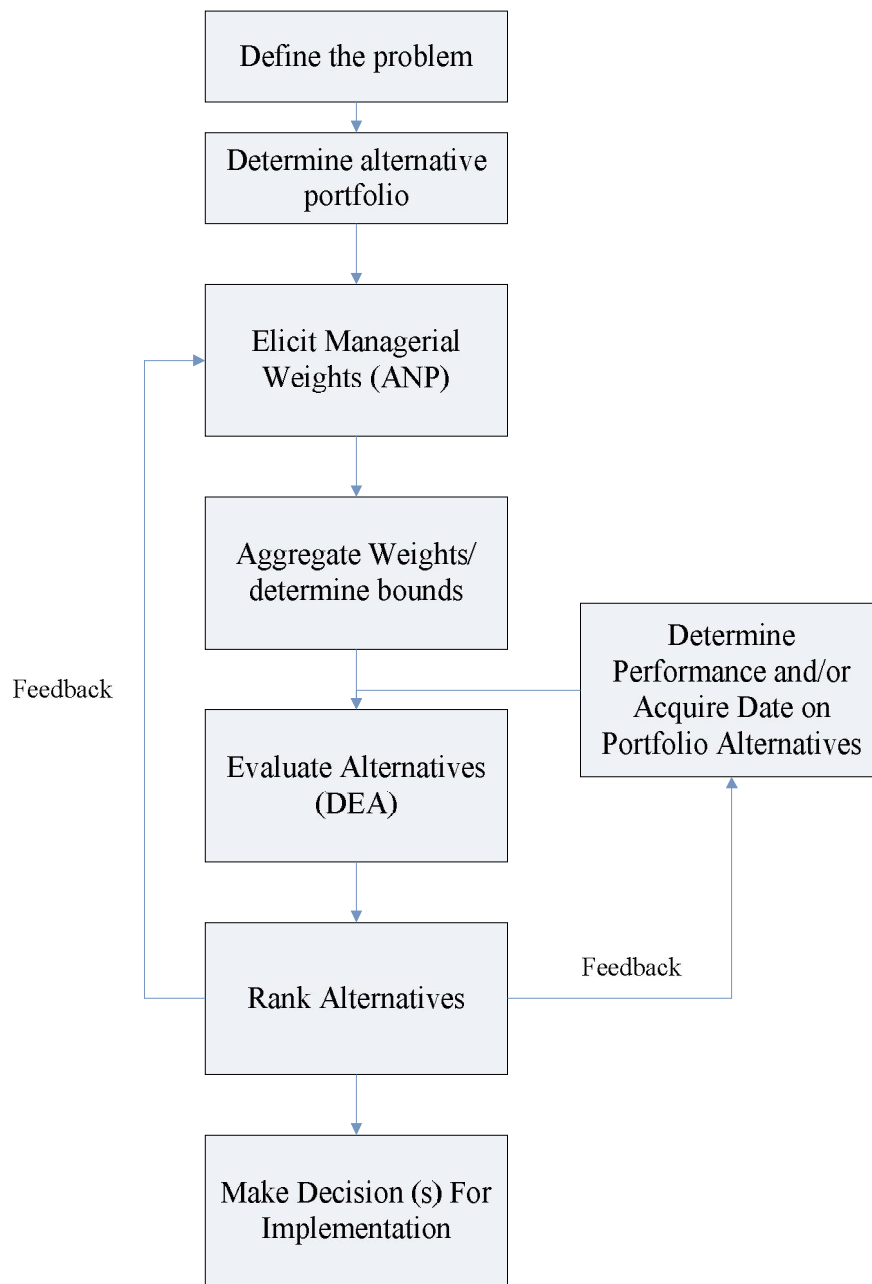 Define the problem
Determine alternative
portfolio
Elicit Managerial
Weights (ANP)
Aggregate Weights/
determine bounds
Determine
Performance and/or
Acquire Date on
Portfolio Alternatives
Feedback
Evaluate Alternatives
(DEA)
Rank Alternatives
Feedback
Make Decision (s) For
Implementation